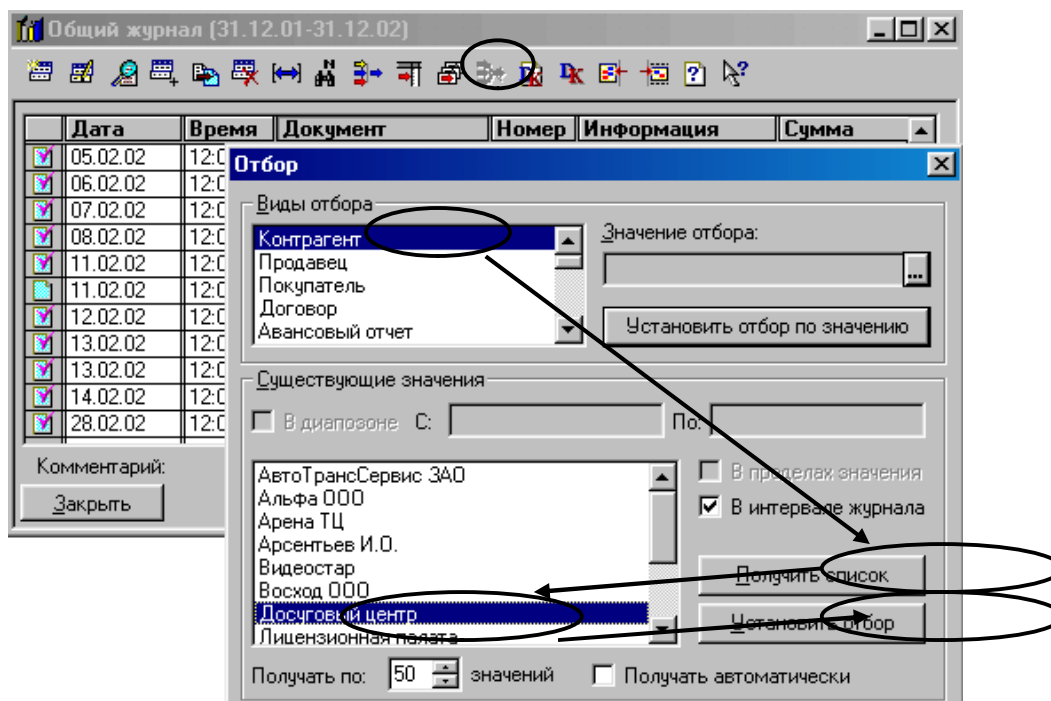 Общий журнал (31.12.01-31.12.02)
Дата Время Документ Номер Информация Сумма
05.02.02 12:0
06.02.02 12:0
07.02.02 12:0
08.02.02 12:0
11.02.02 12:0
11.02.02 12:0
12.02.02 12:0
13.02.02 12:0
13.02.02 12:0
14.02.02 12:0
28.02.02 12:0
Комментарий:
Закрыть
Отбор
Виды отбора
Контрагент
Продавец
Покупатель
Договор
Авансовый отчет
Значение отбора:
...
Установить отбор по значению
Существующие значения
В диапозоне С: По:
АвтоТрансСервис ЗАО
Альфа ООО
Арена ТЦ
Арсентьев И.О.
Видеостар
Восход ООО
Досуговый центр
Лицензионная палата
В пределах значения
В интервале журнала
Получить список
Установить отбор
Получать по: 50 значений Получать автоматически